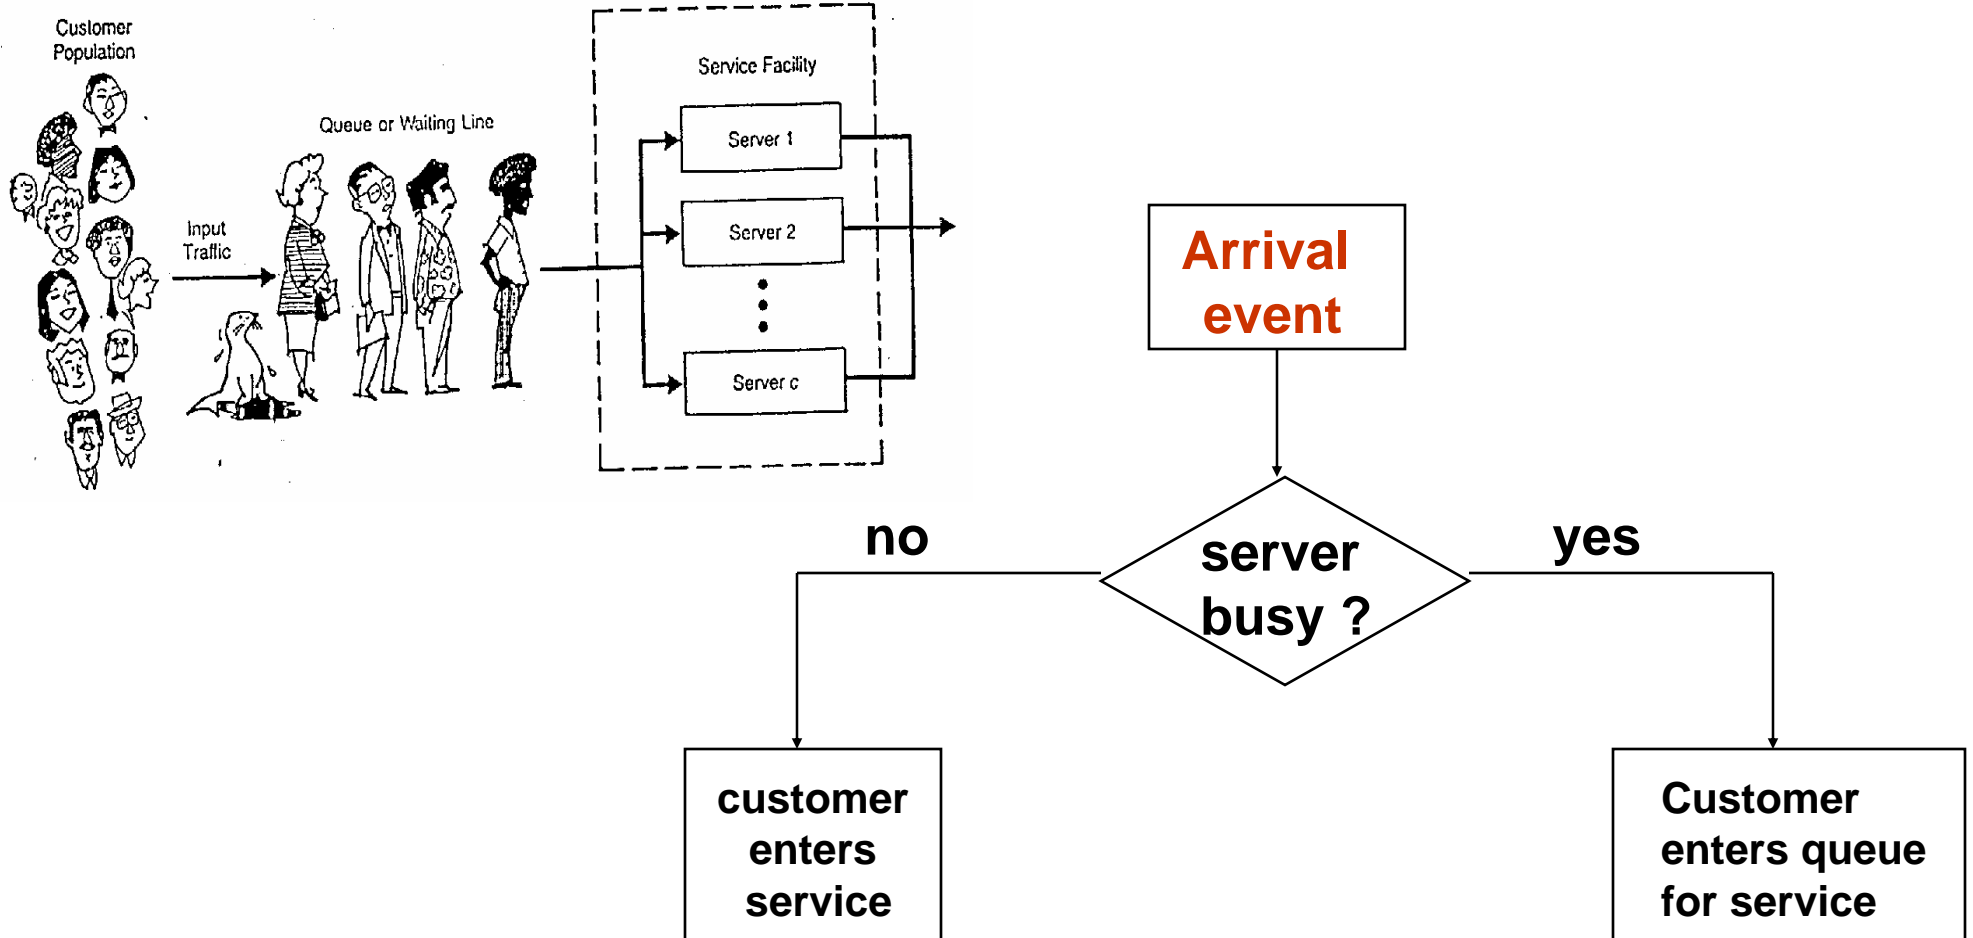 Customer
Population
Service Facility
Queue or Waiting Line
Server 1
Input
Traffic
Server 2
Server c
Arrival
event
no
yes
server
busy ?
customer
enters
service
Customer
enters queue
for service